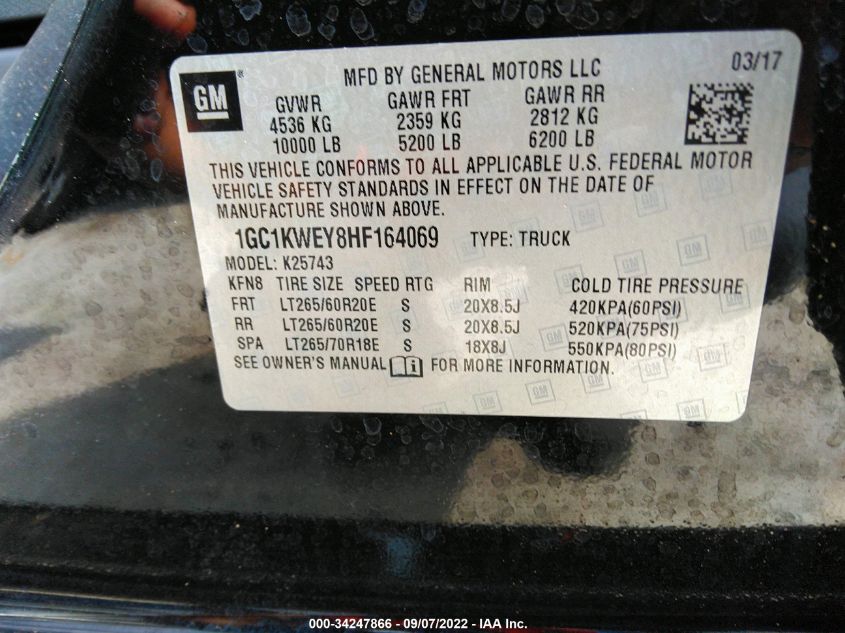 MFD BY GENERAL MOTORS LLC 03/17
GM®
GVWR GAWR FRT GAWR RR
4536 KG 2359 KG 2812 KG
10000 LB 5200 LB 6200 LB
THIS VEHICLE CONFORMS TO ALL APPLICABLE U.S. FEDERAL MOTOR
VEHICLE SAFETY STANDARDS IN EFFECT ON THE DATE OF
MANUFACTURE SHOWN ABOVE.
1GC1KWEY8HF164069 TYPE: TRUCK
MODEL: K25743
KFN8 TIRE SIZE SPEED RTG RIM COLD TIRE PRESSURE
FRT LT265/60R20E S 20X8.5J 420KPA(60PSI)
RR LT265/60R20E S 20X8.5J 520KPA(75PSI)
SPA LT265/70R18E S 18X8J 550KPA(80PSI)
SEE OWNER'S MANUAL FOR MORE INFORMATION.
000-34247866 - 09/07/2022 - IAA Inc.